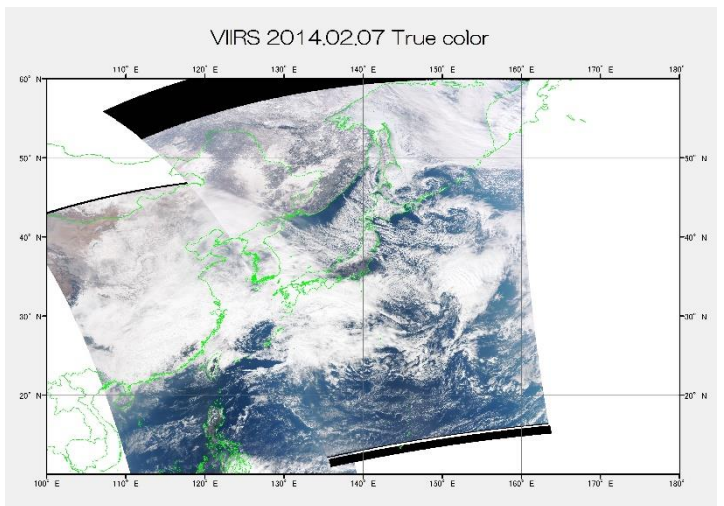 VIIRS 2014.02.07 True color
110° E 120° E 130° E 140° E 150° E 160° E 170° E 180°
60° N
50° N 50° N
40° N 40° N
30° N 30° N
20° N 20° N
100° E 110° E 120° E 130° E 140° E 150° E 160° E 170° E 180°